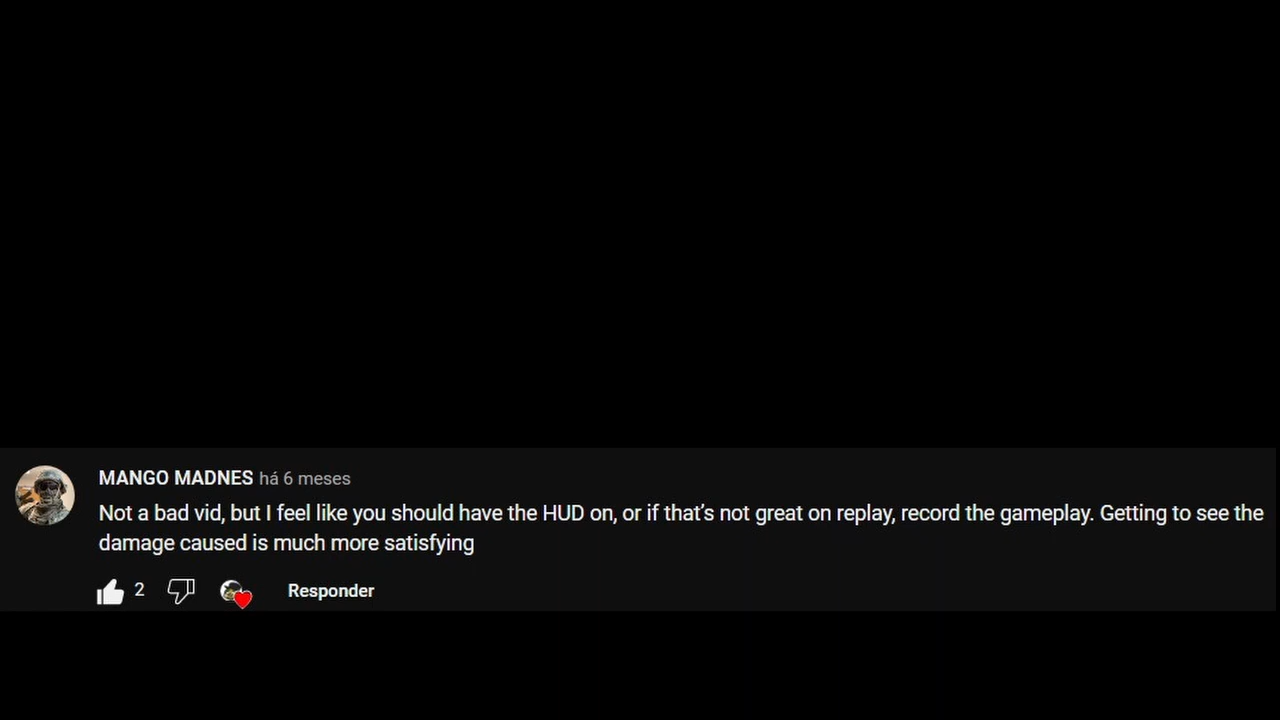 MANGO MADNES há 6 meses
Not a bad vid, but I feel like you should have the HUD on, or if that's not great on replay, record the gameplay. Getting to see the
damage caused is much more satisfying
2 Responder